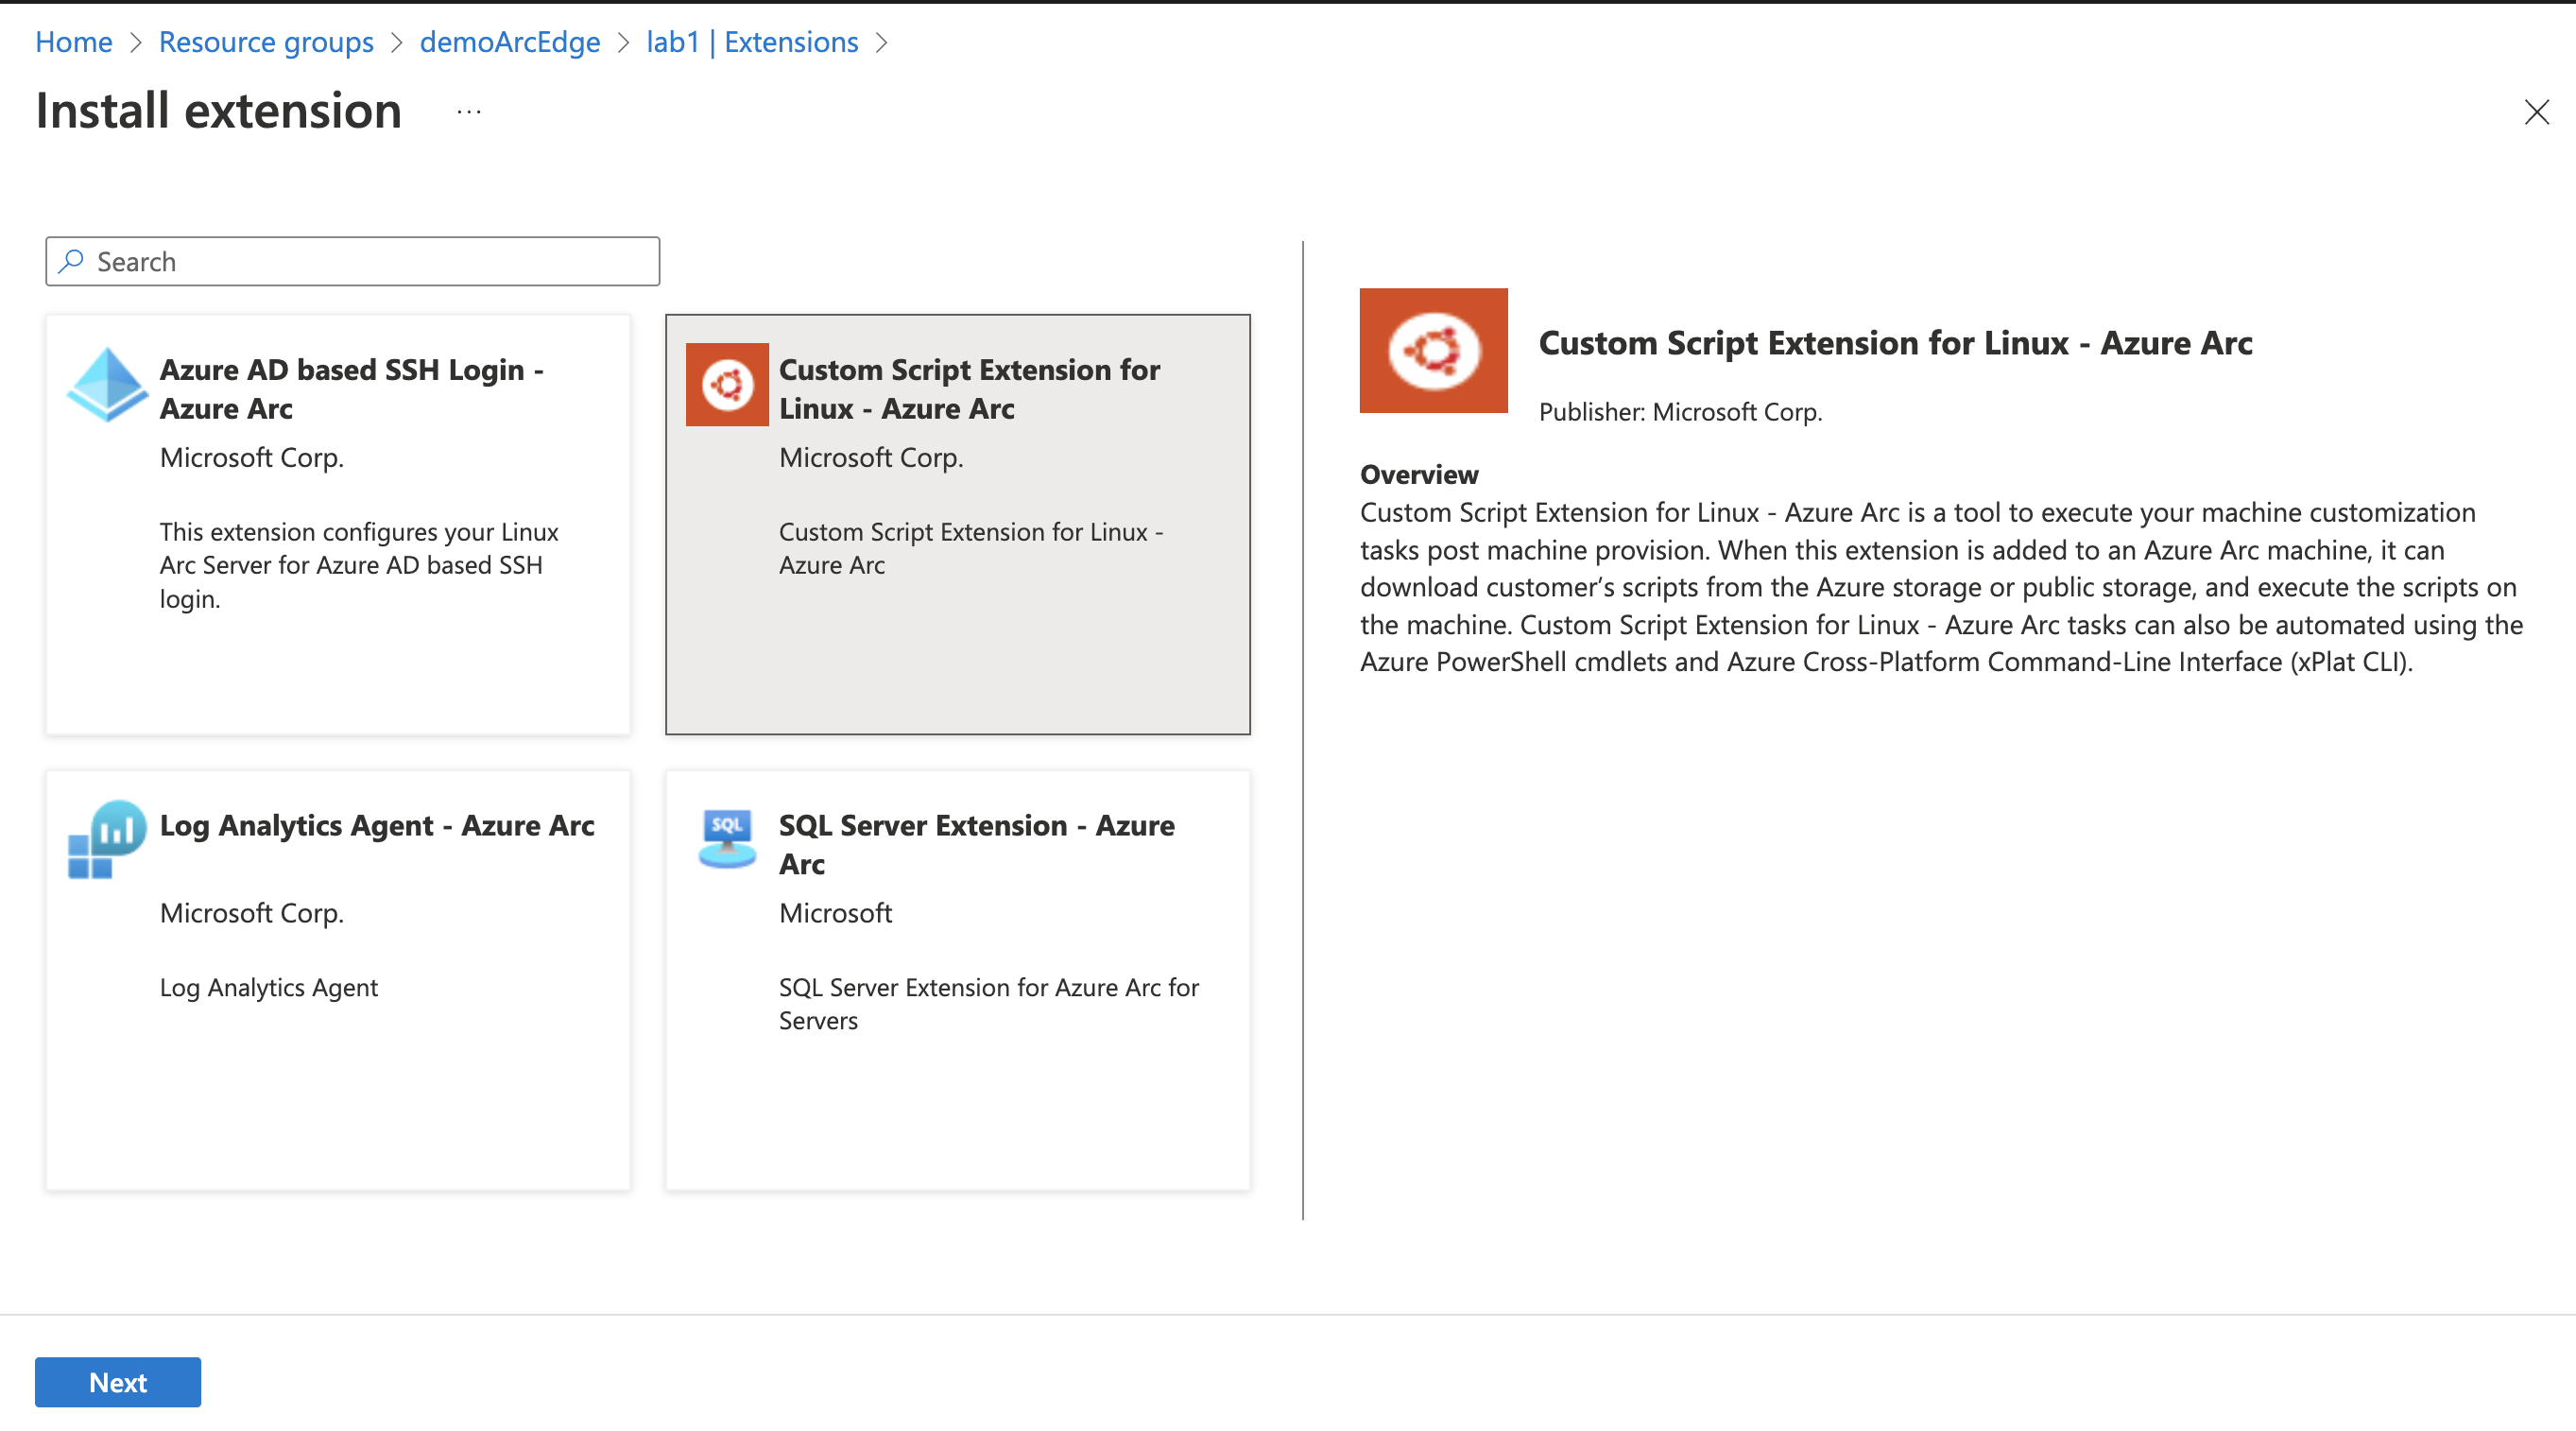 Home > Resource groups > demoArcEdge > lab1 | Extensions >
Install extension ...
Search
Azure AD based SSH Login -
Azure Arc
Microsoft Corp.
This extension configures your Linux
Arc Server for Azure AD based SSH
login.
Custom Script Extension for
Linux - Azure Arc
Microsoft Corp.
Custom Script Extension for Linux -
Azure Arc
Log Analytics Agent - Azure Arc
Microsoft Corp.
Log Analytics Agent
SQL
SQL Server Extension - Azure
Arc
Microsoft
SQL Server Extension for Azure Arc for
Servers
Custom Script Extension for Linux - Azure Arc
Publisher: Microsoft Corp.
Overview
Custom Script Extension for Linux - Azure Arc is a tool to execute your machine customization
tasks post machine provision. When this extension is added to an Azure Arc machine, it can
download customer’s scripts from the Azure storage or public storage, and execute the scripts on
the machine. Custom Script Extension for Linux - Azure Arc tasks can also be automated using the
Azure PowerShell cmdlets and Azure Cross-Platform Command-Line Interface (xPlat CLI).
Next